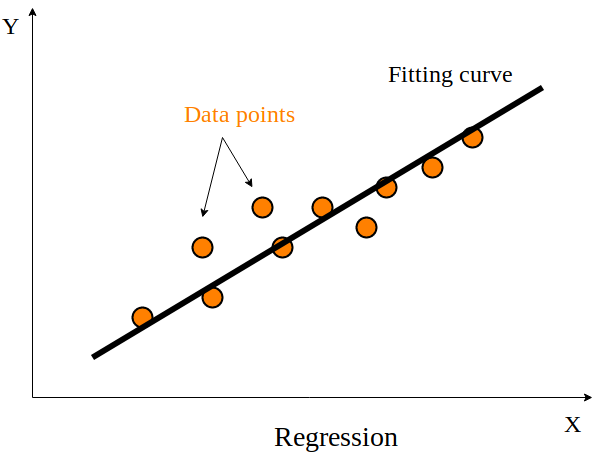 Y
Fitting curve
Data points
X
Regression